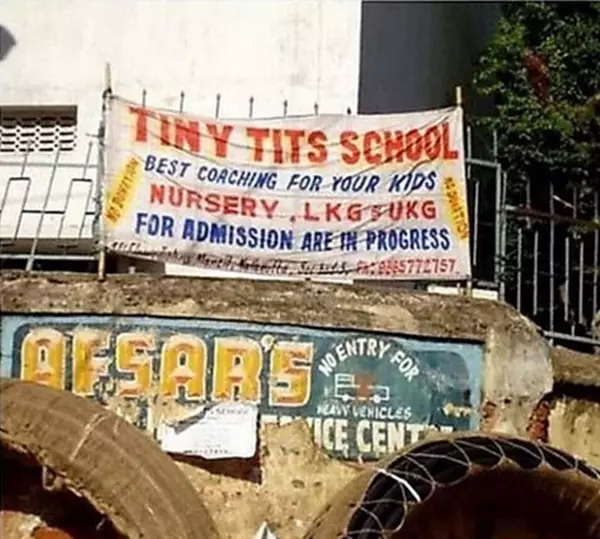 TINY TITS SCHOOL
BEST COACHING FOR YOUR KIDS
NURSERY, LKG & UKG
FOR ADMISSION ARE IN PROGRESS
NO DONATION
NO DONATION
AFSAR'S
NO ENTRY FOR
HEAVY VEHICLES